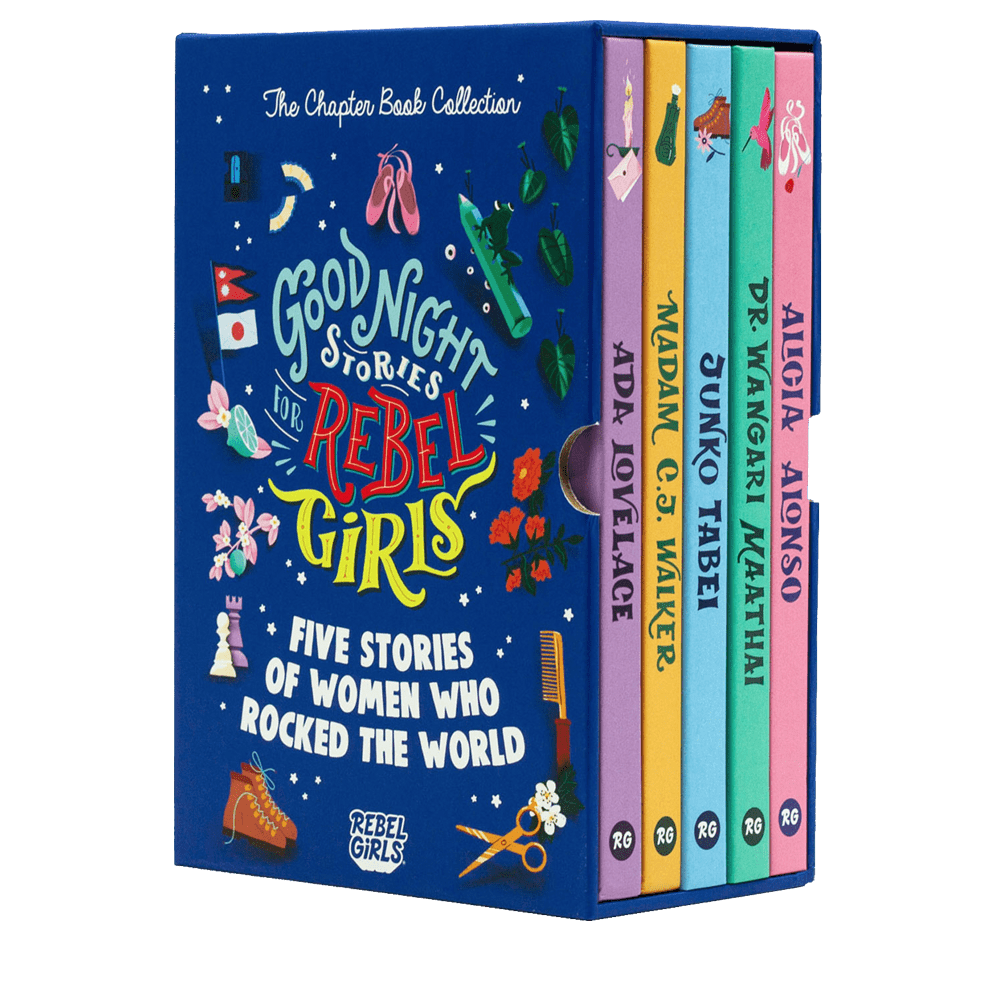 The Chapter Book Collection
GOOD NIGHT
STORIES
FOR REBEL
GIRLS
FIVE STORIES
OF WOMEN WHO
ROCKED THE WORLD
REBEL
GIRLS
ADA LOVELACE
RG
MADAM C.J. WALKER
RG
JUNKO TABEI
RG
DR. WANGARI MAATHAI
RG
ALICIA ALONSO
RG